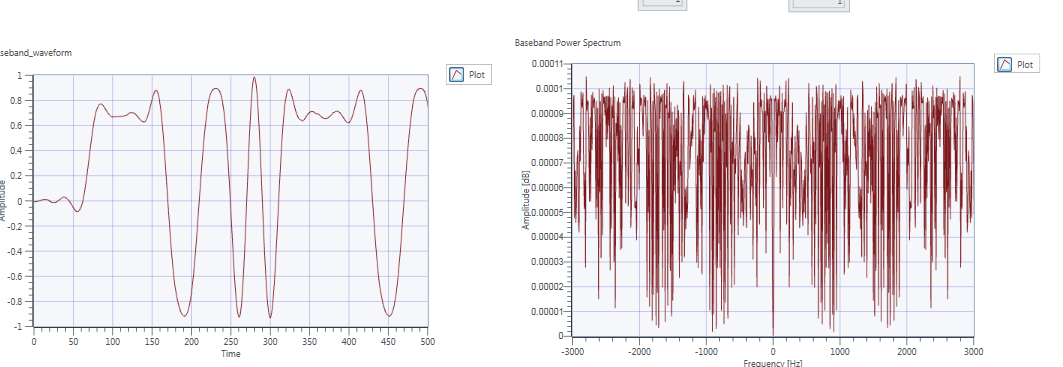 seband_waveform
Plot
1
0.8
0.6
0.4
0.2
0
-0.2
-0.4
-0.6
-0.8
-1
Amplitude
0 50 100 150 200 250 300 350 400 450 500
Time
1
1
Baseband Power Spectrum
Plot
0.00011
0.0001
0.00009
0.00008
0.00007
0.00006
0.00005
0.00004
0.00003
0.00002
0.00001
0
Amplitude [dB]
-3000 -2000 -1000 0 1000 2000 3000
Frequency [Hz]